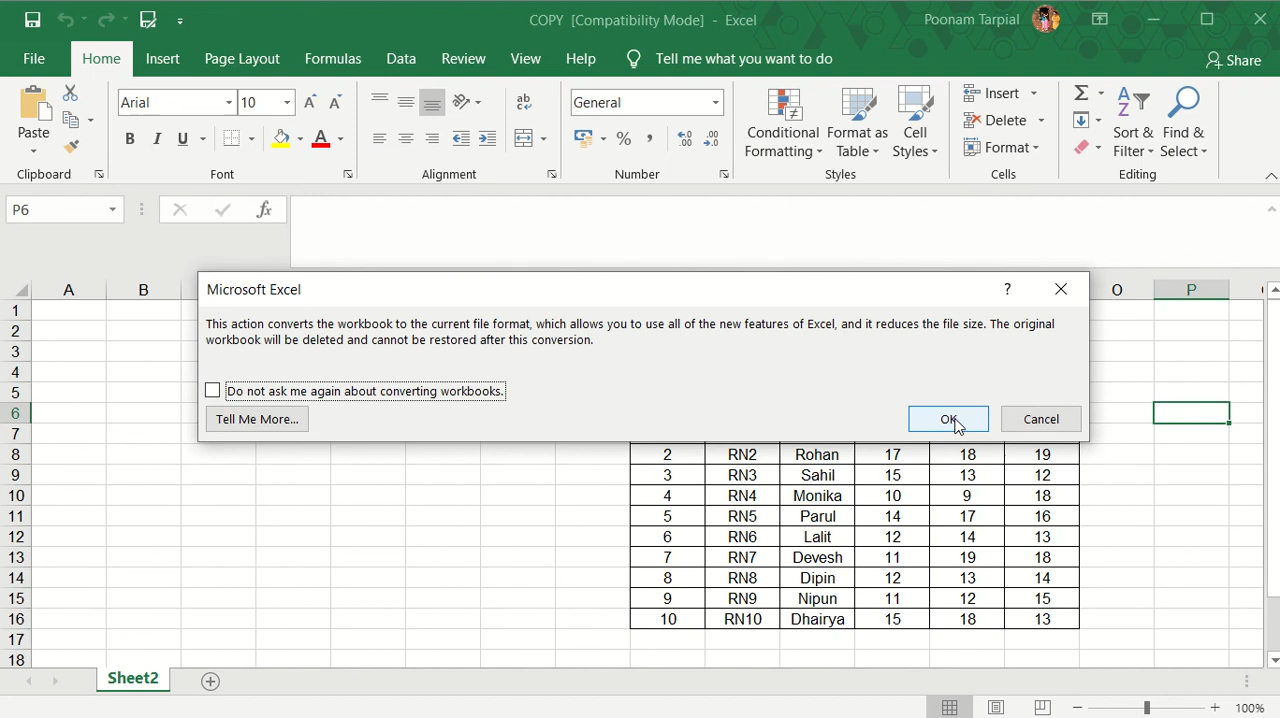 COPY [Compatibility Mode] - Excel
Poonam Tarpial
File Home Insert Page Layout Formulas Data Review View Help Tell me what you want to do Share
Paste
Clipboard
Arial 10
B I U A
Font
ab
Alignment
General
% ,
Number
Conditional Formatting
Format as Table
Cell Styles
Styles
Insert
Delete
Format
Cells
Sort & Filter
Find & Select
Editing
P6 fx
A B O P
1
2
3
4
5
6
7
Microsoft Excel ?
This action converts the workbook to the current file format, which allows you to use all of the new features of Excel, and it reduces the file size. The original
workbook will be deleted and cannot be restored after this conversion.
Do not ask me again about converting workbooks.
Tell Me More... OK Cancel
8 2 RN2 Rohan 17 18 19
9 3 RN3 Sahil 15 13 12
10 4 RN4 Monika 10 9 18
11 5 RN5 Parul 14 17 16
12 6 RN6 Lalit 12 14 13
13 7 RN7 Devesh 11 19 18
14 8 RN8 Dipin 12 13 14
15 9 RN9 Nipun 11 12 15
16 10 RN10 Dhairya 15 18 13
17
18
Sheet2
100%